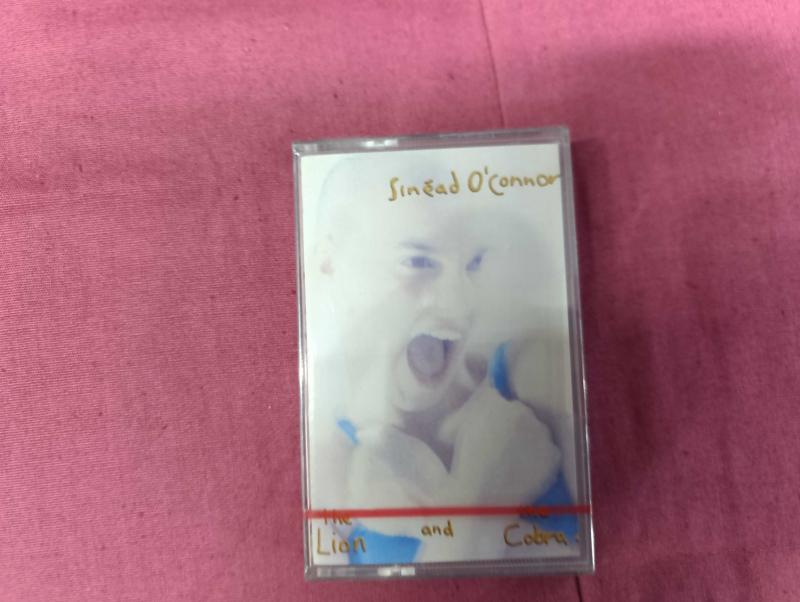 Sinéad O'Connor
the the
Lion and Cobra